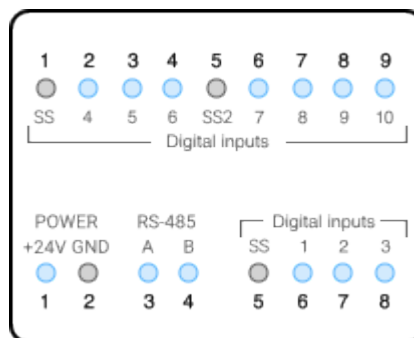 1 2 3 4 5 6 7 8 9
SS 4 5 6 SS2 7 8 9 10
Digital inputs
POWER RS-485 Digital inputs
+24V GND A B SS 1 2 3
1 2 3 4 5 6 7 8